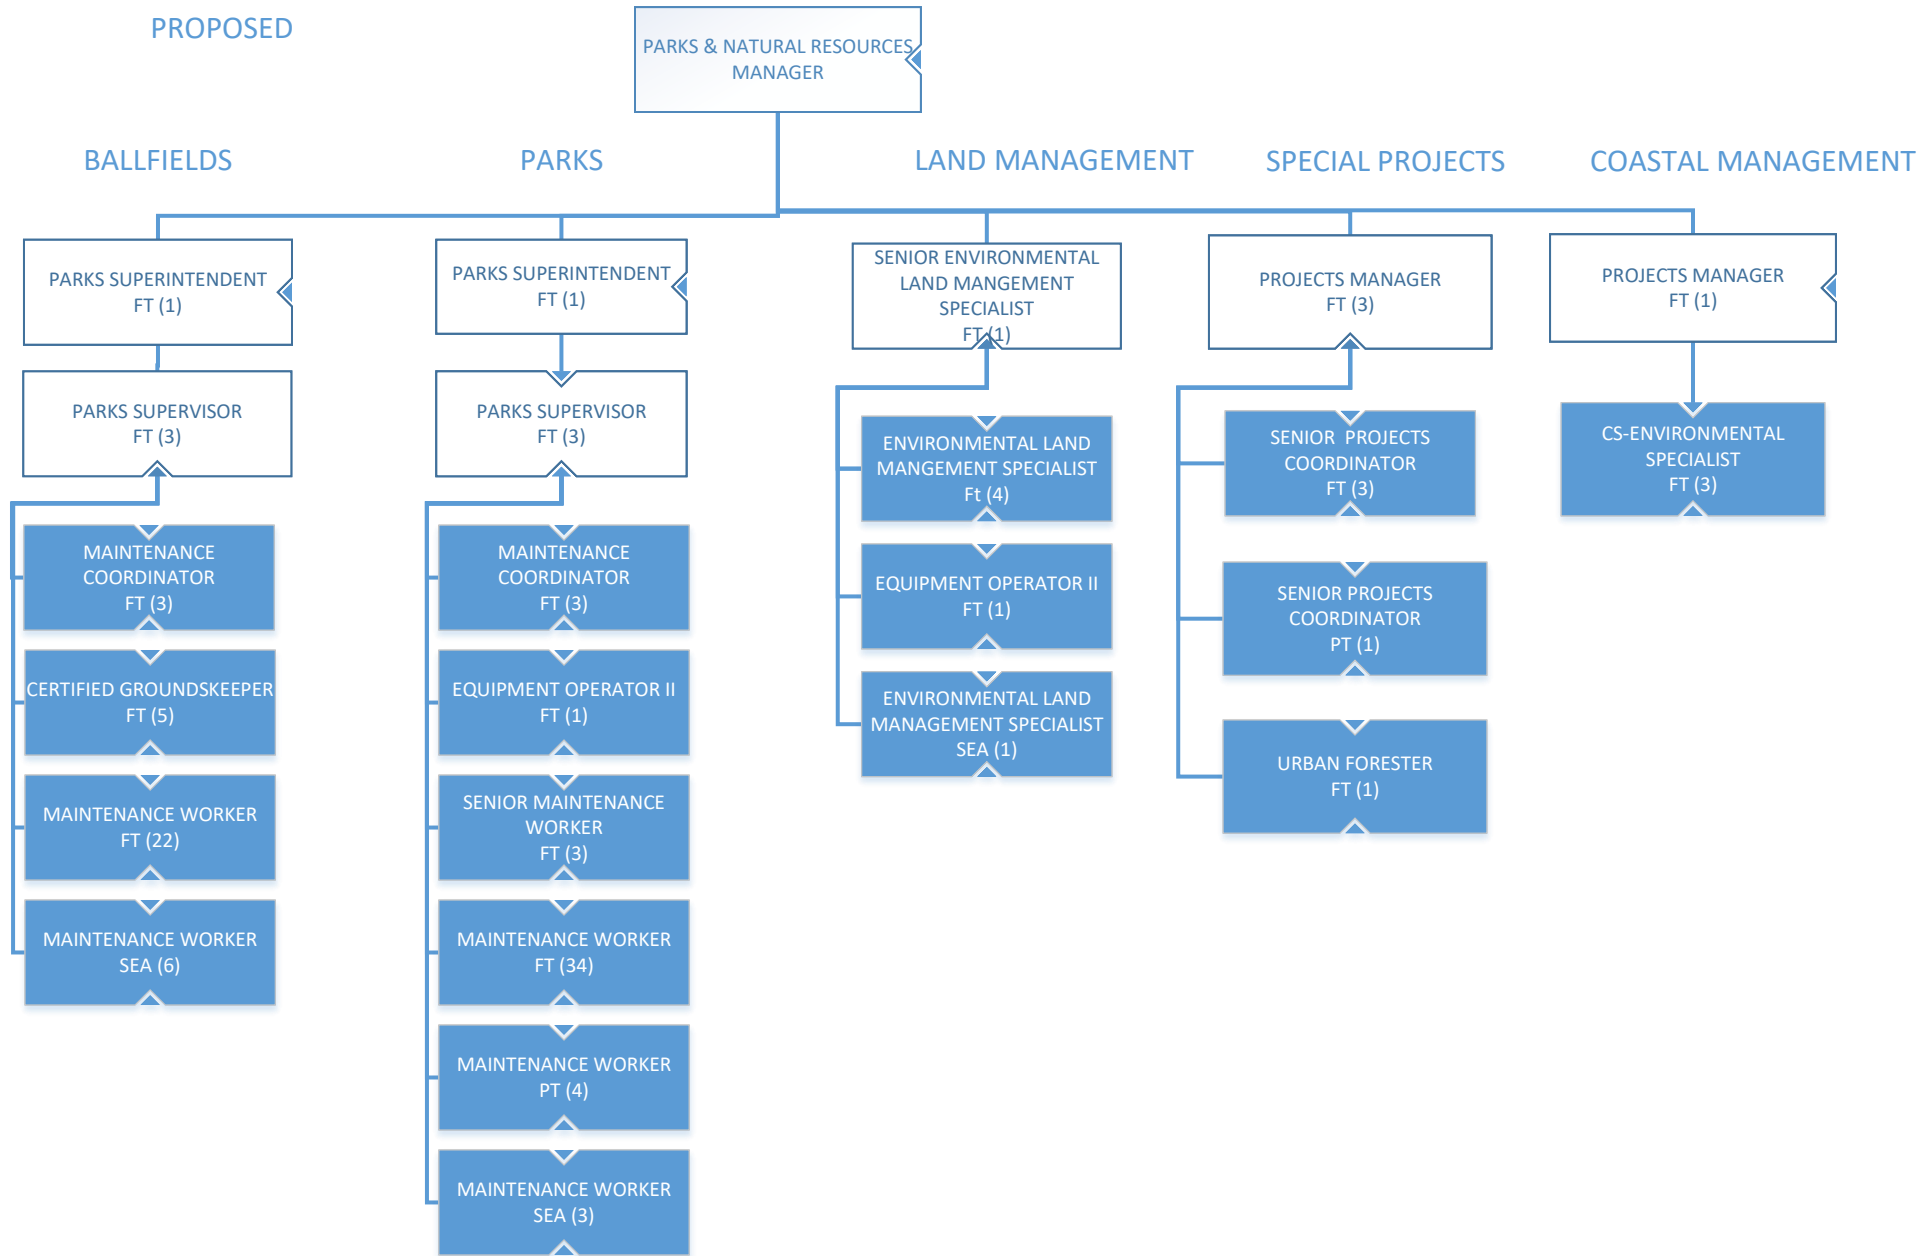 PROPOSED
PARKS & NATURAL RESOURCES
MANAGER
BALLFIELDS
PARKS
LAND MANAGEMENT
SPECIAL PROJECTS
COASTAL MANAGEMENT
PARKS SUPERINTENDENT
FT (1)
PARKS SUPERVISOR
FT (3)
MAINTENANCE
COORDINATOR
FT (3)
CERTIFIED GROUNDSKEEPER
FT (5)
MAINTENANCE WORKER
FT (22)
MAINTENANCE WORKER
SEA (6)
PARKS SUPERINTENDENT
FT (1)
PARKS SUPERVISOR
FT (3)
MAINTENANCE
COORDINATOR
FT (3)
EQUIPMENT OPERATOR II
FT (1)
SENIOR MAINTENANCE
WORKER
FT (3)
MAINTENANCE WORKER
FT (34)
MAINTENANCE WORKER
PT (4)
MAINTENANCE WORKER
SEA (3)
SENIOR ENVIRONMENTAL
LAND MANGEMENT
SPECIALIST
FT (1)
ENVIRONMENTAL LAND
MANGEMENT SPECIALIST
Ft (4)
EQUIPMENT OPERATOR II
FT (1)
ENVIRONMENTAL LAND
MANAGEMENT SPECIALIST
SEA (1)
PROJECTS MANAGER
FT (3)
SENIOR PROJECTS
COORDINATOR
FT (3)
SENIOR PROJECTS
COORDINATOR
PT (1)
URBAN FORESTER
FT (1)
PROJECTS MANAGER
FT (1)
CS-ENVIRONMENTAL
SPECIALIST
FT (3)